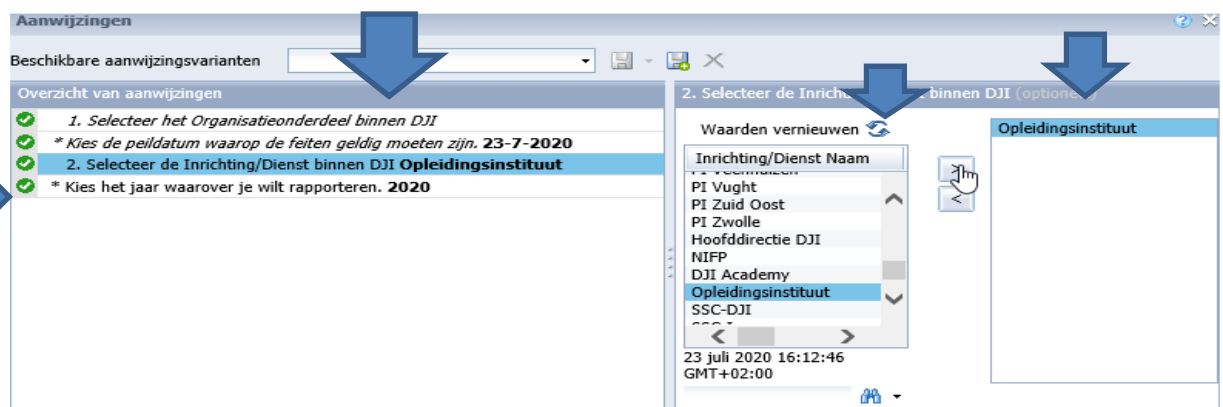 Aanwijzingen
Beschikbare aanwijzingsvarianten
Overzicht van aanwijzingen
1. Selecteer het Organisatieonderdeel binnen DJI
* Kies de peildatum waarop de feiten geldig moeten zijn. 23-7-2020
2. Selecteer de Inrichting/Dienst binnen DJI Opleidingsinstituut
* Kies het jaar waarover je wilt rapporteren. 2020
2. Selecteer de binnen DJI
Waarden vernieuwen
Inrichting/Dienst Naam
PI Vught
PI Zuid Oost
PI Zwolle
Hoofddirectie DJI
NIFP
DJI Academy
Opleidingsinstituut
SSC-DJI
23 juli 2020 16:12:46
GMT+02:00
>
<
Opleidingsinstituut